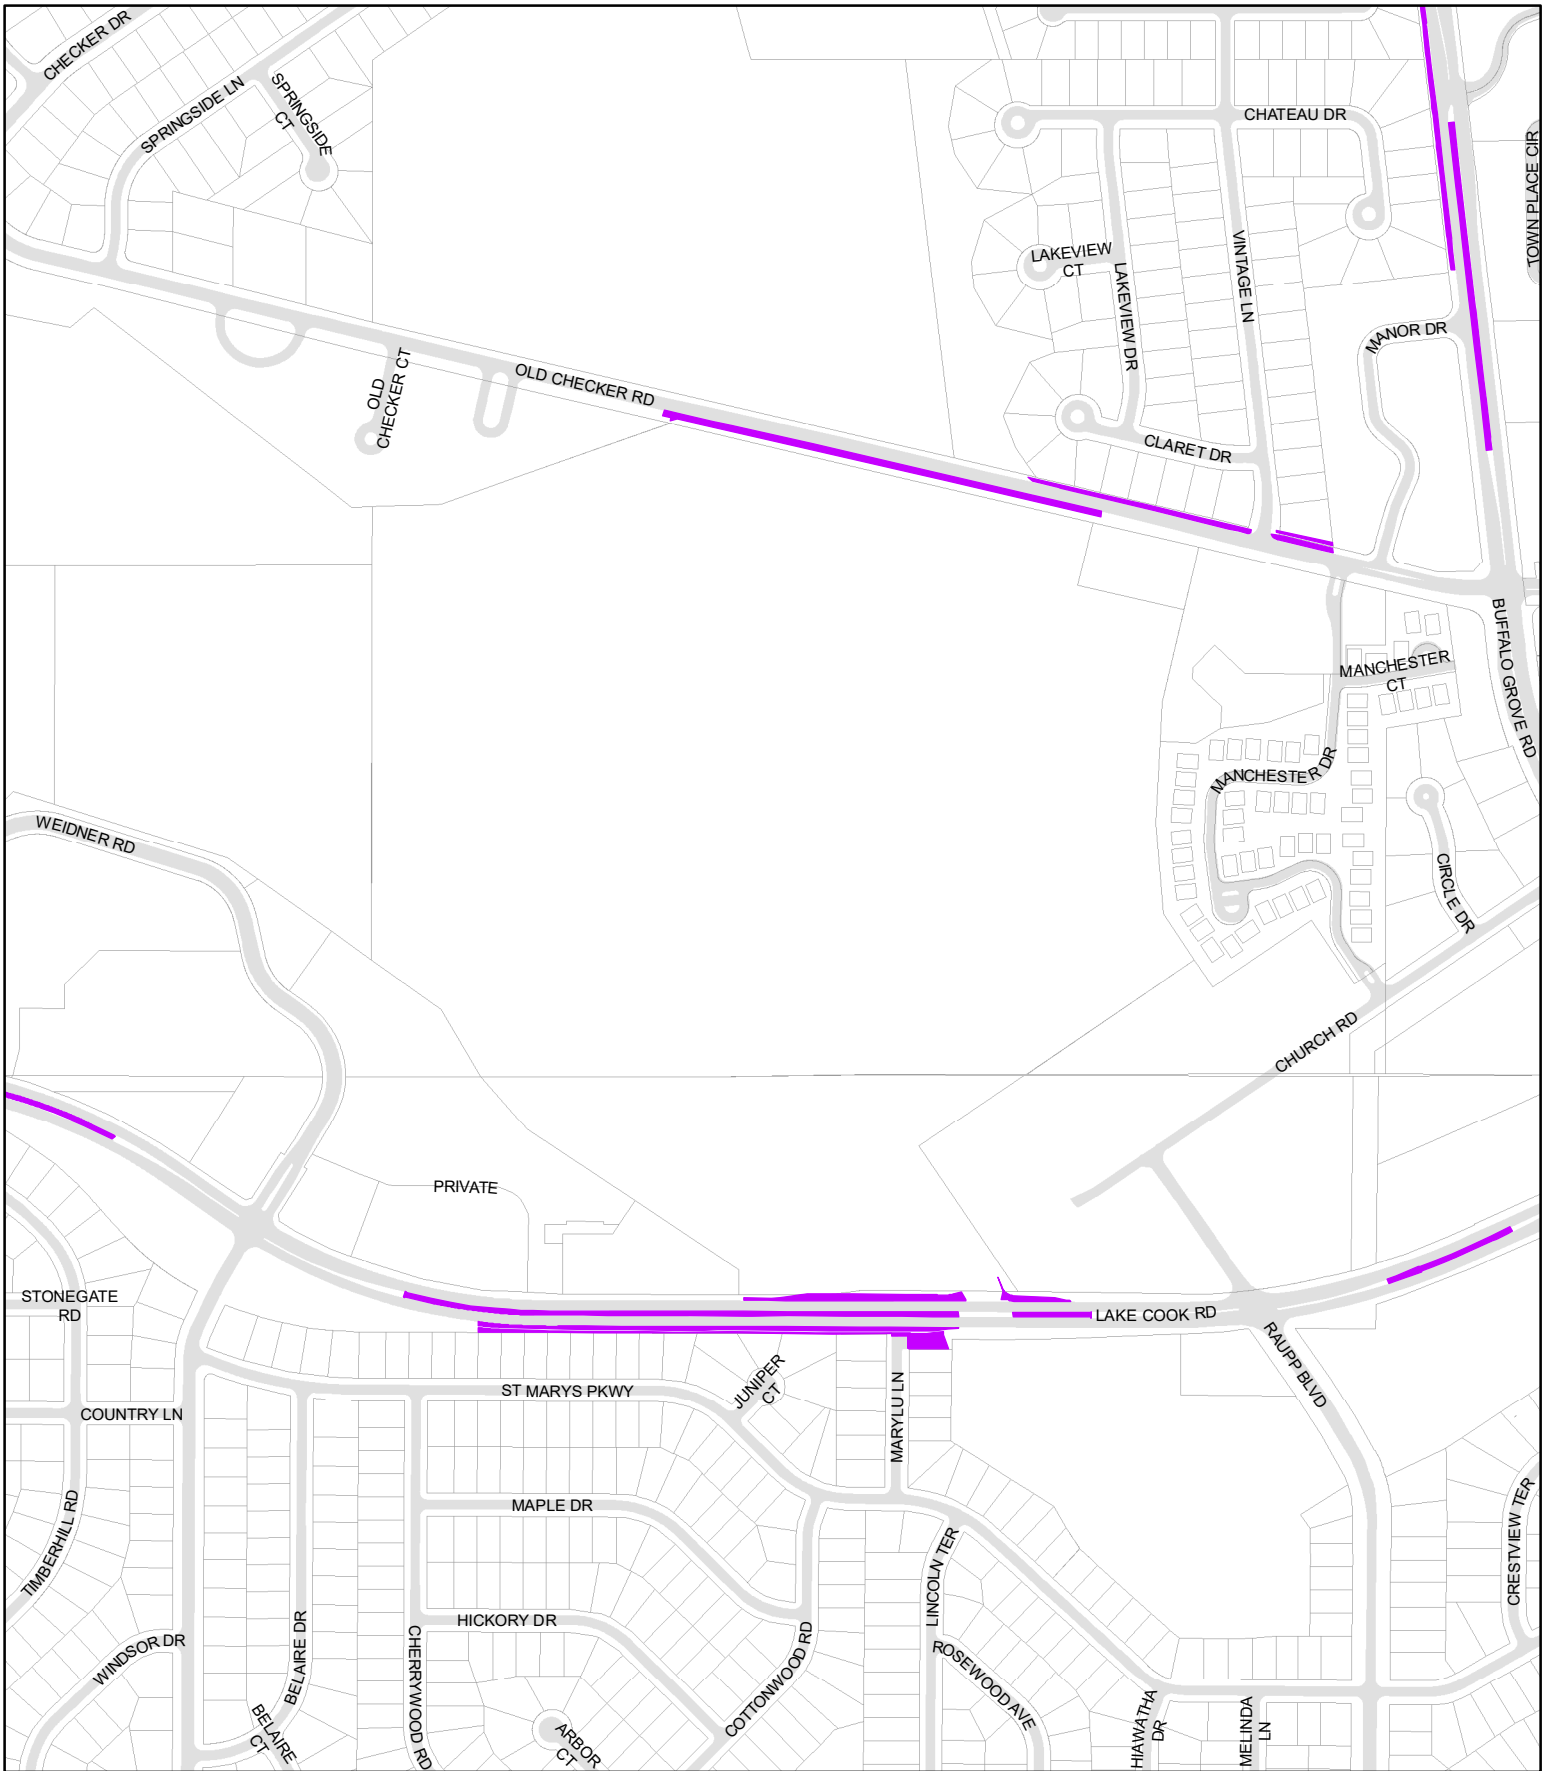 CHECKER DR
SPRINGSIDE LN
SPRINGSIDE
CT
CHATEAU DR
TOWN PLACE CIR
LAKEVIEW
CT
LAKEVIEW DR
VINTAGE LN
MANOR DR
OLD
CHECKER CT
OLD CHECKER RD
CLARET DR
BUFFALO GROVE RD
MANCHESTER
CT
MANCHESTER DR
WEIDNER RD
CIRCLE DR
CHURCH RD
PRIVATE
STONEGATE
RD
LAKE COOK RD
RAUPP BLVD
JUNIPER
CT
ST MARYS PKWY
MARYLU LN
COUNTRY LN
MAPLE DR
TIMBERHILL RD
CRESTVIEW TER
LINCOLN TER
HICKORY DR
WINDSOR DR
BELAIRE DR
CHERRYWOOD RD
COTTONWOOD RD
ROSEWOOD AVE
BELAIRE
CT
ARBOR
CT
HIAWATHA
DR
MELINDA
LN